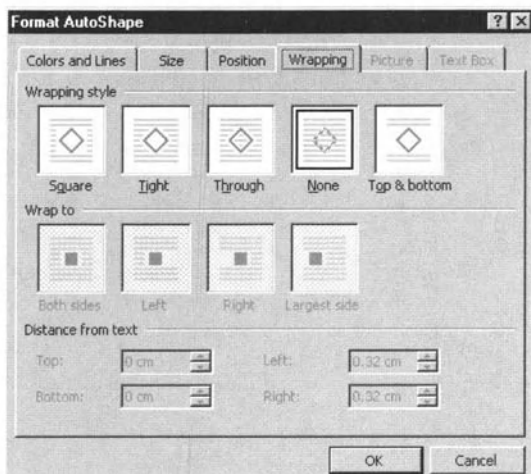 Format AutoShape
Colors and Lines Size Position Wrapping Picture Text Box
Wrapping style
Square Tight Through None Top & bottom
Wrap to
Both sides Left Right Largest side
Distance from text
Top: 0 cm Left: 0.32 cm
Bottom: 0 cm Right: 0.32 cm
OK Cancel